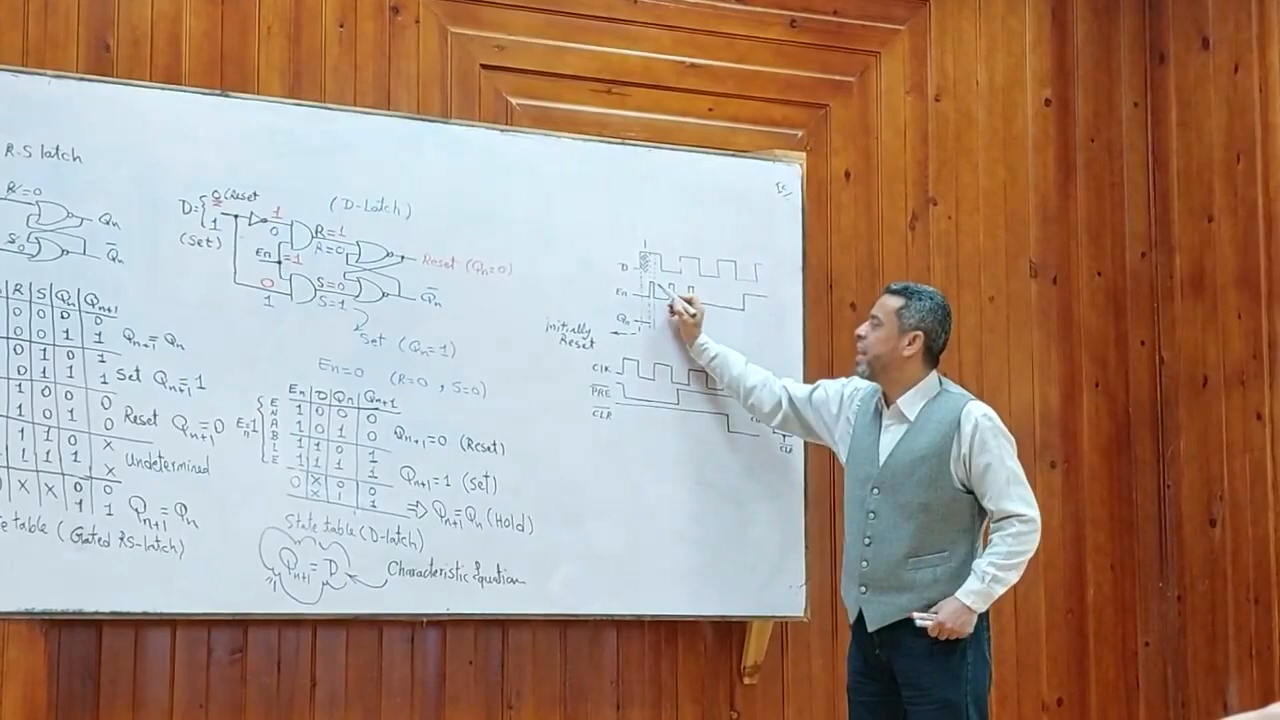 R-S latch
R=0
Qn
S
Q̅n
R S Qn Qn+1
0 0 0 0
0 0 1 1
Qn+1 = Qn
0 1 0 1
0 1 1 1
Set Qn+1 = 1
1 0 0 0
1 0 1 0
Reset Qn+1 = 0
1 1 0 X
1 1 1 X
Undetermined
X X 0 0
1 1
Qn+1 = Qn
table (Gated RS-latch)
D = { 0 (Reset
1
(Set)
(D-Latch)
1
0
En = 1
R=1
R=0
Reset (Qn=0)
0
1
S=0
S=1
Q̅n
Set (Qn=1)
En=0 (R=0 , S=0)
En=1
ENABLE
En D Qn Qn+1
1 0 0 0
1 0 1 0
Qn+1=0 (Reset)
1 1 0 1
1 1 1 1
Qn+1=1 (Set)
0 X 0 0
X 1 1
⇒ Qn+1=Qn (Hold)
State table (D-latch)
Qn+1 = D
Characteristic Equation
D
En
Qn
initially
Reset
CLK
P̅R̅E̅
C̅L̅R̅
C̅L̅R̅